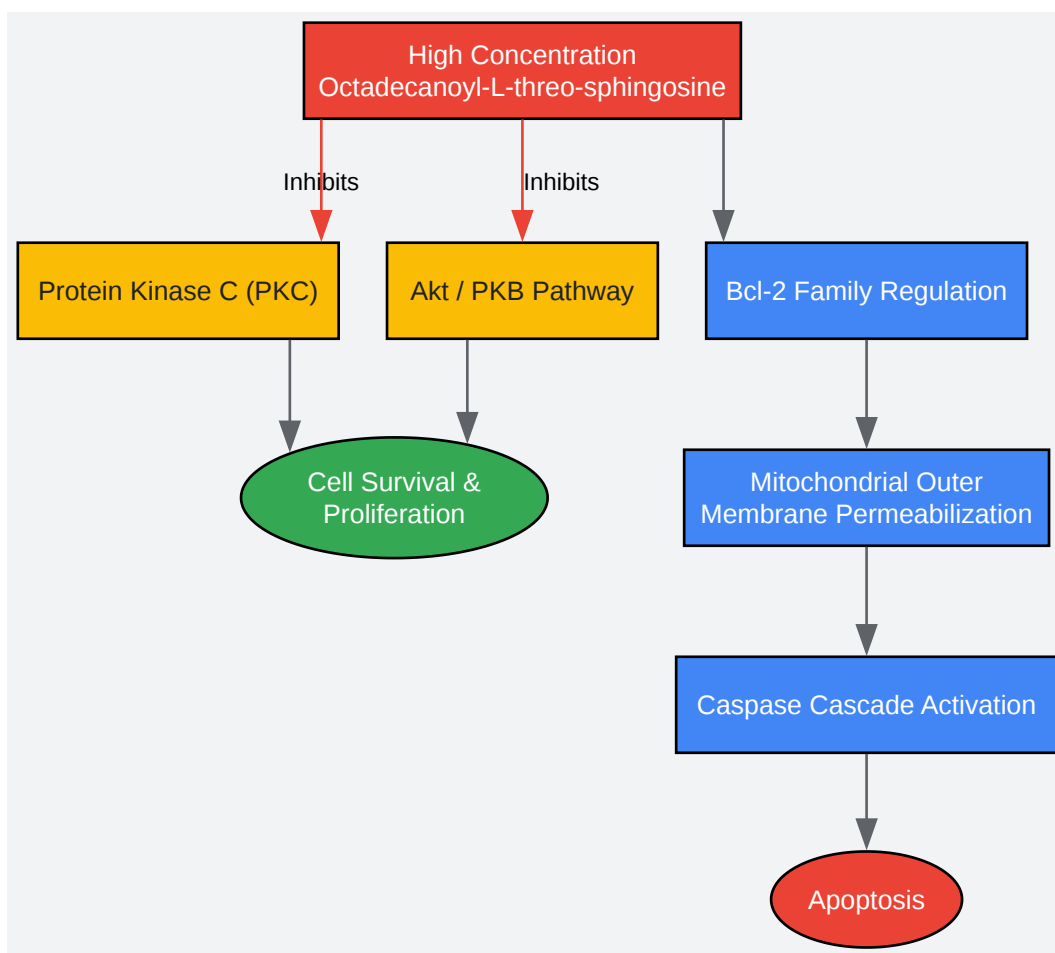 High Concentration
Octadecanoyl-L-threo-sphingosine
Inhibits
Inhibits
Protein Kinase C (PKC)
Akt / PKB Pathway
Bcl-2 Family Regulation
Cell Survival &
Proliferation
Mitochondrial Outer
Membrane Permeabilization
Caspase Cascade Activation
Apoptosis